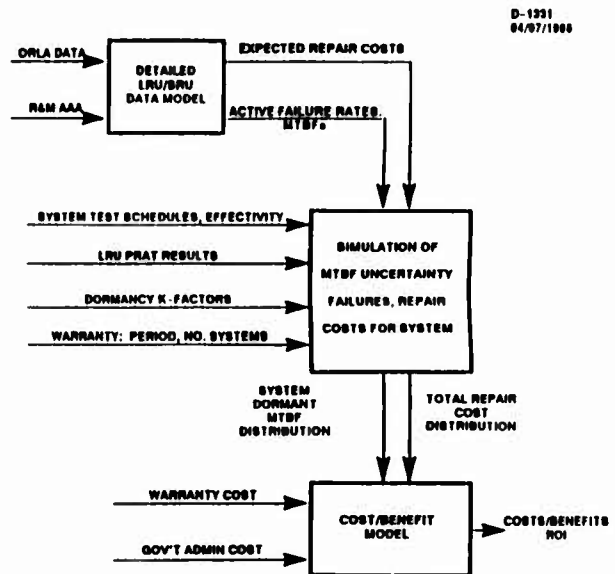 D-1331
04/07/1986
ORLA DATA
R&M AAA
DETAILED
LRU/SRU
DATA MODEL
EXPECTED REPAIR COSTS
ACTIVE FAILURE RATES,
MTBFs
SYSTEM TEST SCHEDULES, EFFECTIVITY
LRU PRAT RESULTS
DORMANCY K-FACTORS
WARRANTY: PERIOD, NO. SYSTEMS
SIMULATION OF
MTBF UNCERTAINTY
FAILURES, REPAIR
COSTS FOR SYSTEM
SYSTEM
DORMANT
MTBF
DISTRIBUTION
TOTAL REPAIR
COST
DISTRIBUTION
WARRANTY COST
GOV'T ADMIN COST
COST/BENEFIT
MODEL
COSTS/BENEFITS
ROI